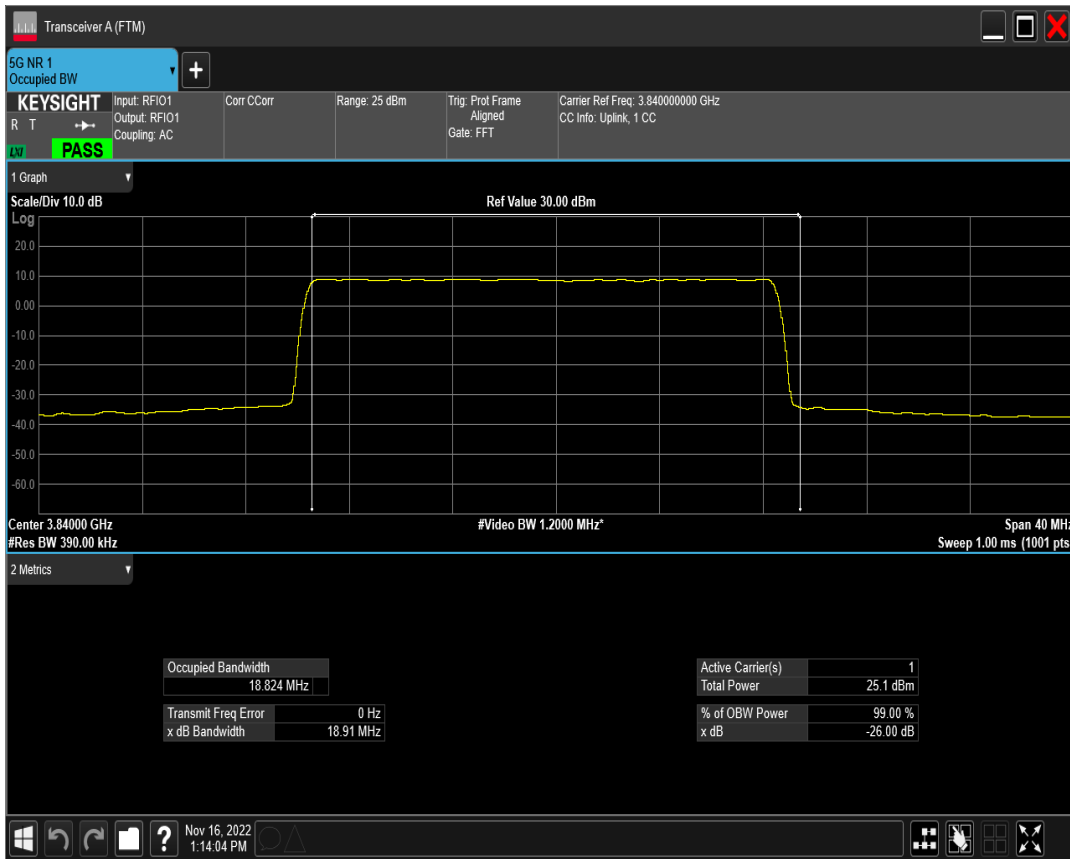 Transceiver A (FTM)
5G NR 1
Occupied BW
+
KEYSIGHT
R T
LXI
PASS
Input: RFIO1
Output: RFIO1
Coupling: AC
Corr CCorr
Range: 25 dBm
Trig: Prot Frame
Aligned
Gate: FFT
Carrier Ref Freq: 3.840000000 GHz
CC Info: Uplink, 1 CC
1 Graph
Scale/Div 10.0 dB
Ref Value 30.00 dBm
Log
20.0
10.0
0.00
-10.0
-20.0
-30.0
-40.0
-50.0
-60.0
Center 3.84000 GHz
#Video BW 1.2000 MHz*
Span 40 MHz
#Res BW 390.00 kHz
Sweep 1.00 ms (1001 pts
2 Metrics
Occupied Bandwidth
18.824 MHz
Transmit Freq Error 0 Hz
x dB Bandwidth 18.91 MHz
Active Carrier(s) 1
Total Power 25.1 dBm
% of OBW Power 99.00 %
x dB -26.00 dB
?
Nov 16, 2022
1:14:04 PM